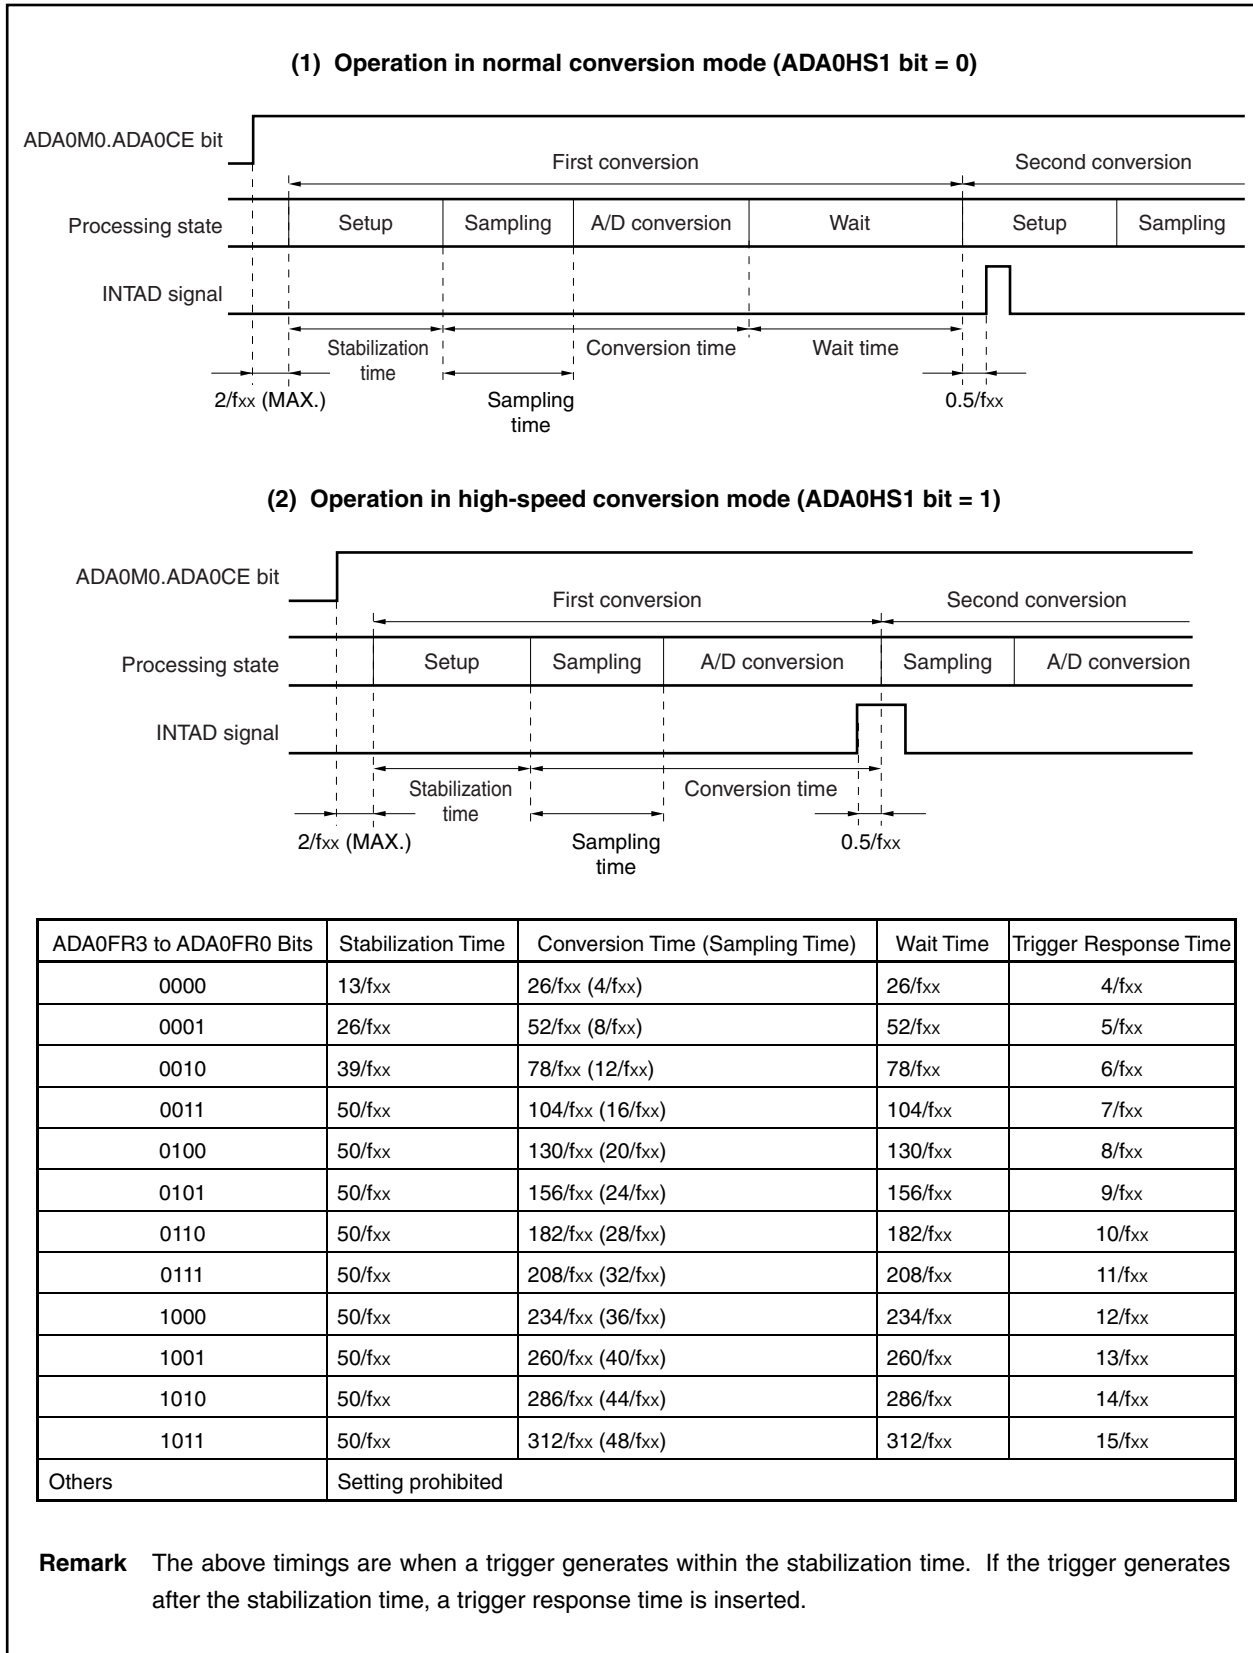 (1) Operation in normal conversion mode (ADA0HS1 bit = 0)
ADA0M0.ADA0CE bit
First conversion
Second conversion
Processing state
Setup
Sampling
A/D conversion
Wait
Setup
Sampling
INTAD signal
Stabilization
time
Conversion time
Wait time
2/fxx (MAX.)
Sampling
time
0.5/fxx
(2) Operation in high-speed conversion mode (ADA0HS1 bit = 1)
ADA0M0.ADA0CE bit
First conversion
Second conversion
Processing state
Setup
Sampling
A/D conversion
Sampling
A/D conversion
INTAD signal
Stabilization
time
Conversion time
2/fxx (MAX.)
Sampling
time
0.5/fxx
ADA0FR3 to ADA0FR0 Bits Stabilization Time Conversion Time (Sampling Time) Wait Time Trigger Response Time
0000 13/fxx 26/fxx (4/fxx) 26/fxx 4/fxx
0001 26/fxx 52/fxx (8/fxx) 52/fxx 5/fxx
0010 39/fxx 78/fxx (12/fxx) 78/fxx 6/fxx
0011 50/fxx 104/fxx (16/fxx) 104/fxx 7/fxx
0100 50/fxx 130/fxx (20/fxx) 130/fxx 8/fxx
0101 50/fxx 156/fxx (24/fxx) 156/fxx 9/fxx
0110 50/fxx 182/fxx (28/fxx) 182/fxx 10/fxx
0111 50/fxx 208/fxx (32/fxx) 208/fxx 11/fxx
1000 50/fxx 234/fxx (36/fxx) 234/fxx 12/fxx
1001 50/fxx 260/fxx (40/fxx) 260/fxx 13/fxx
1010 50/fxx 286/fxx (44/fxx) 286/fxx 14/fxx
1011 50/fxx 312/fxx (48/fxx) 312/fxx 15/fxx
Others Setting prohibited
Remark The above timings are when a trigger generates within the stabilization time. If the trigger generates
after the stabilization time, a trigger response time is inserted.